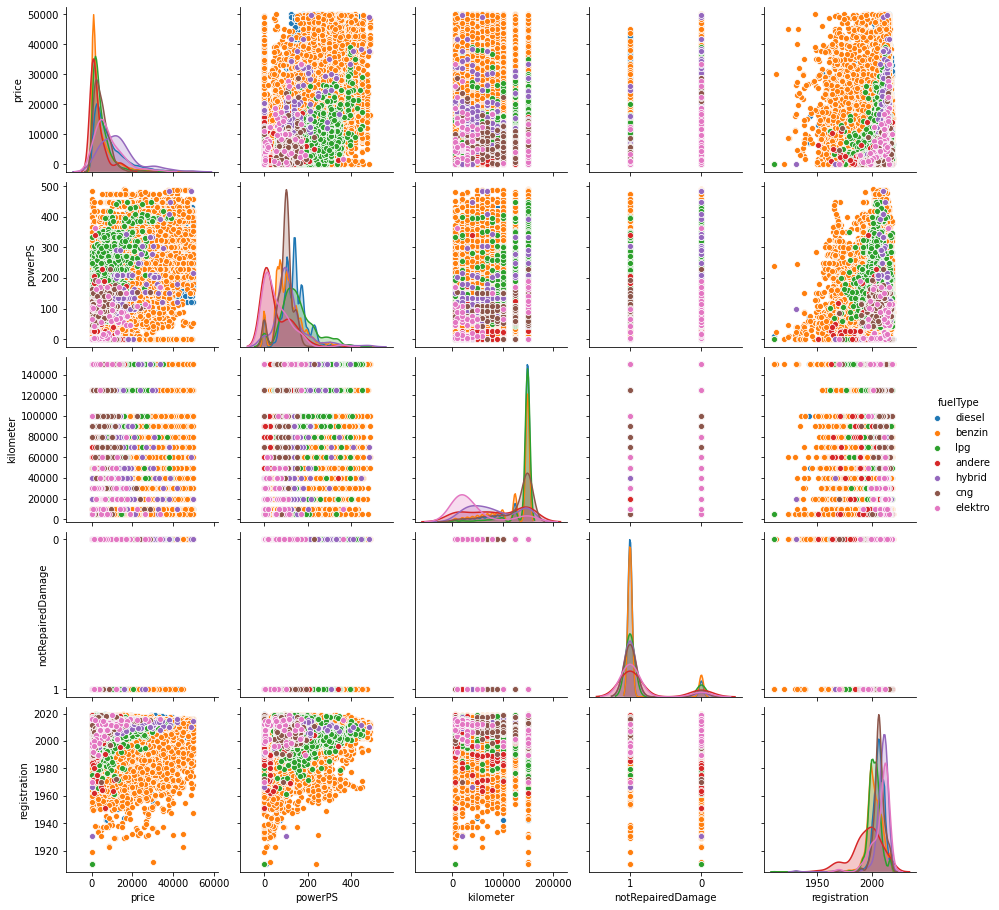 50000
40000
30000
20000
10000
0
price
500
400
300
200
100
0
powerPS
140000
120000
100000
80000
60000
40000
20000
0
kilometer
0
1
notRepairedDamage
2020
2000
1980
1960
1940
1920
registration
0 20000 40000 60000
price
0 200 400
powerPS
0 100000 200000
kilometer
1 0
notRepairedDamage
1950 2000
registration
fuelType
diesel
benzin
lpg
andere
hybrid
cng
elektro